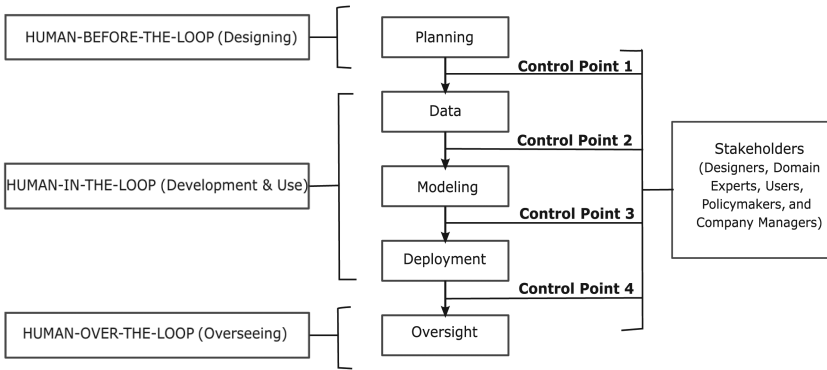 HUMAN-BEFORE-THE-LOOP (Designing)
Planning
Control Point 1
Data
Control Point 2
HUMAN-IN-THE-LOOP (Development & Use)
Modeling
Control Point 3
Deployment
Control Point 4
HUMAN-OVER-THE-LOOP (Overseeing)
Oversight
Stakeholders
(Designers, Domain
Experts, Users,
Policymakers, and
Company Managers)